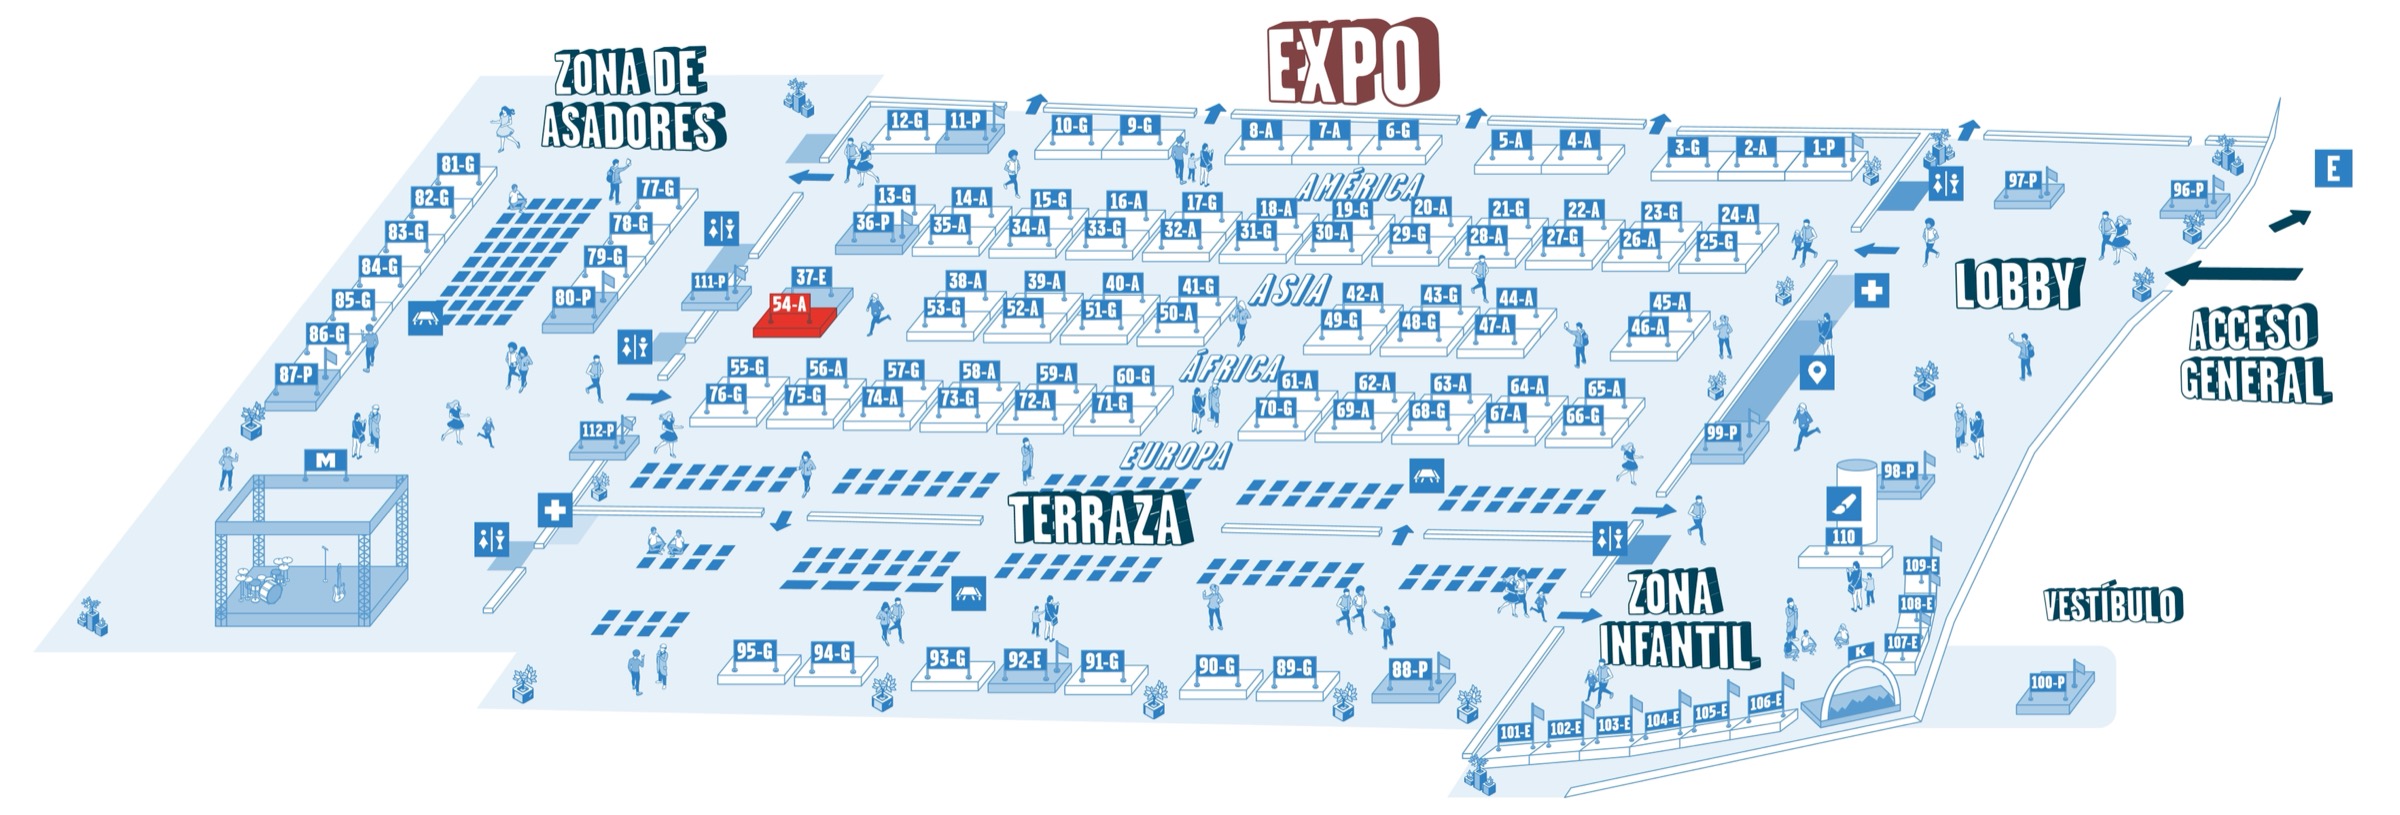 EXPO
ZONA DE
ASADORES
12-G 11-P 10-G 9-G 8-A 7-A 6-G 5-A 4-A 3-G 2-A 1-P
E
81-G
82-G
83-G
84-G
85-G
86-G
87-P
77-G
78-G
79-G
80-P
AMÉRICA
97-P 96-P
13-G 14-A 15-G 16-A 17-G 18-A 19-G 20-A 21-G 22-A 23-G 24-A
36-P 35-A 34-A 33-G 32-A 31-G 30-A 29-G 28-A 27-G 26-A 25-G
111-P
LOBBY
ACCESO
GENERAL
ASIA
37-E 38-A 39-A 40-A 41-G 42-A 43-G 44-A 45-A
54-A 53-G 52-A 51-G 50-A 49-G 48-G 47-A 46-A
ÁFRICA
55-G 56-A 57-G 58-A 59-A 60-G 61-A 62-A 63-A 64-A 65-A
76-G 75-G 74-A 73-G 72-A 71-G 70-G 69-A 68-G 67-A 66-G
112-P
99-P
EUROPA
M
98-P
TERRAZA
110
109-E
108-E
107-E
ZONA
INFANTIL
VESTÍBULO
K
95-G 94-G 93-G 92-E 91-G 90-G 89-G 88-P
100-P
101-E 102-E 103-E 104-E 105-E 106-E